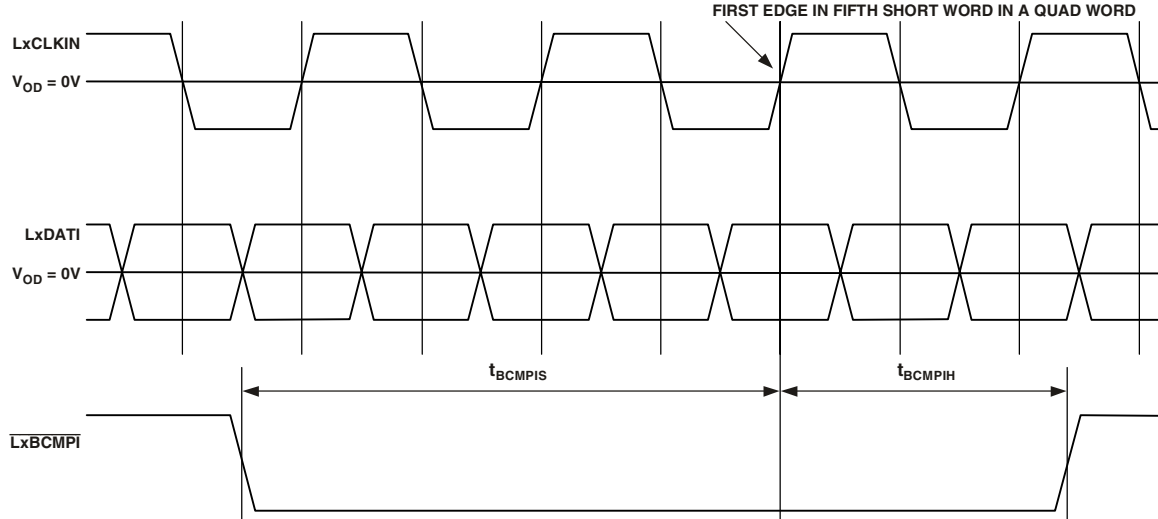 FIRST EDGE IN FIFTH SHORT WORD IN A QUAD WORD
LxCLKIN
VOD = 0V
LxDATI
VOD = 0V
tBCMPIS
tBCMPIH
LxBCMPI